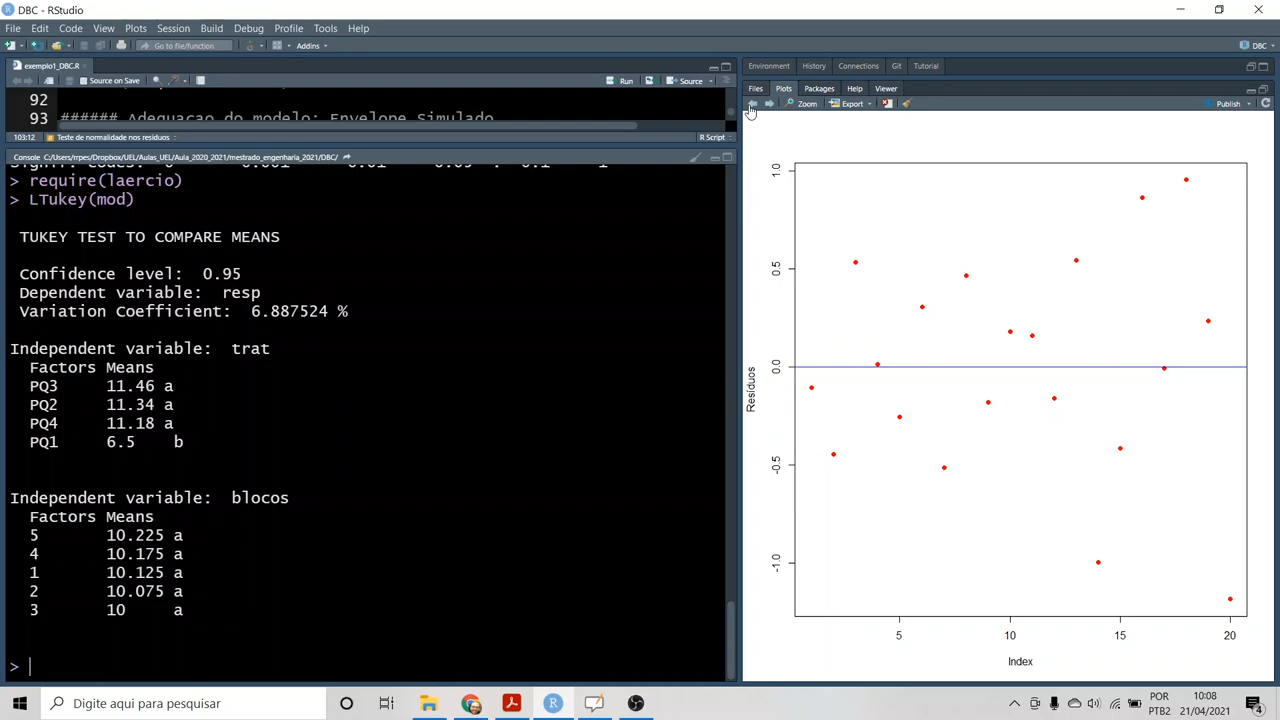 DBC - RStudio
File Edit Code View Plots Session Build Debug Profile Tools Help
Go to file/function Addins DBC
exemplo1_DBC.R
Source on Save Run Source
92
93 ###### Adequacao do modelo: Envelope Simulado
103:12 Teste de normalidade nos resíduos R Script
Console C:/Users/rrpes/Dropbox/UEL/Aulas_UEL/Aula_2020_2021/mestrado_engenharia_2021/DBC/
> require(laercio)
> LTukey(mod)
TUKEY TEST TO COMPARE MEANS
Confidence level: 0.95
Dependent variable: resp
Variation Coefficient: 6.887524 %
Independent variable: trat
Factors Means
PQ3 11.46 a
PQ2 11.34 a
PQ4 11.18 a
PQ1 6.5 b
Independent variable: blocos
Factors Means
5 10.225 a
4 10.175 a
1 10.125 a
2 10.075 a
3 10 a
>
Environment History Connections Git Tutorial
Files Plots Packages Help Viewer
Zoom Export Publish
1.0
0.5
0.0
-0.5
-1.0
Resíduos
5 10 15 20
Index
Digite aqui para pesquisar
POR
PTB2
10:08
21/04/2021
4